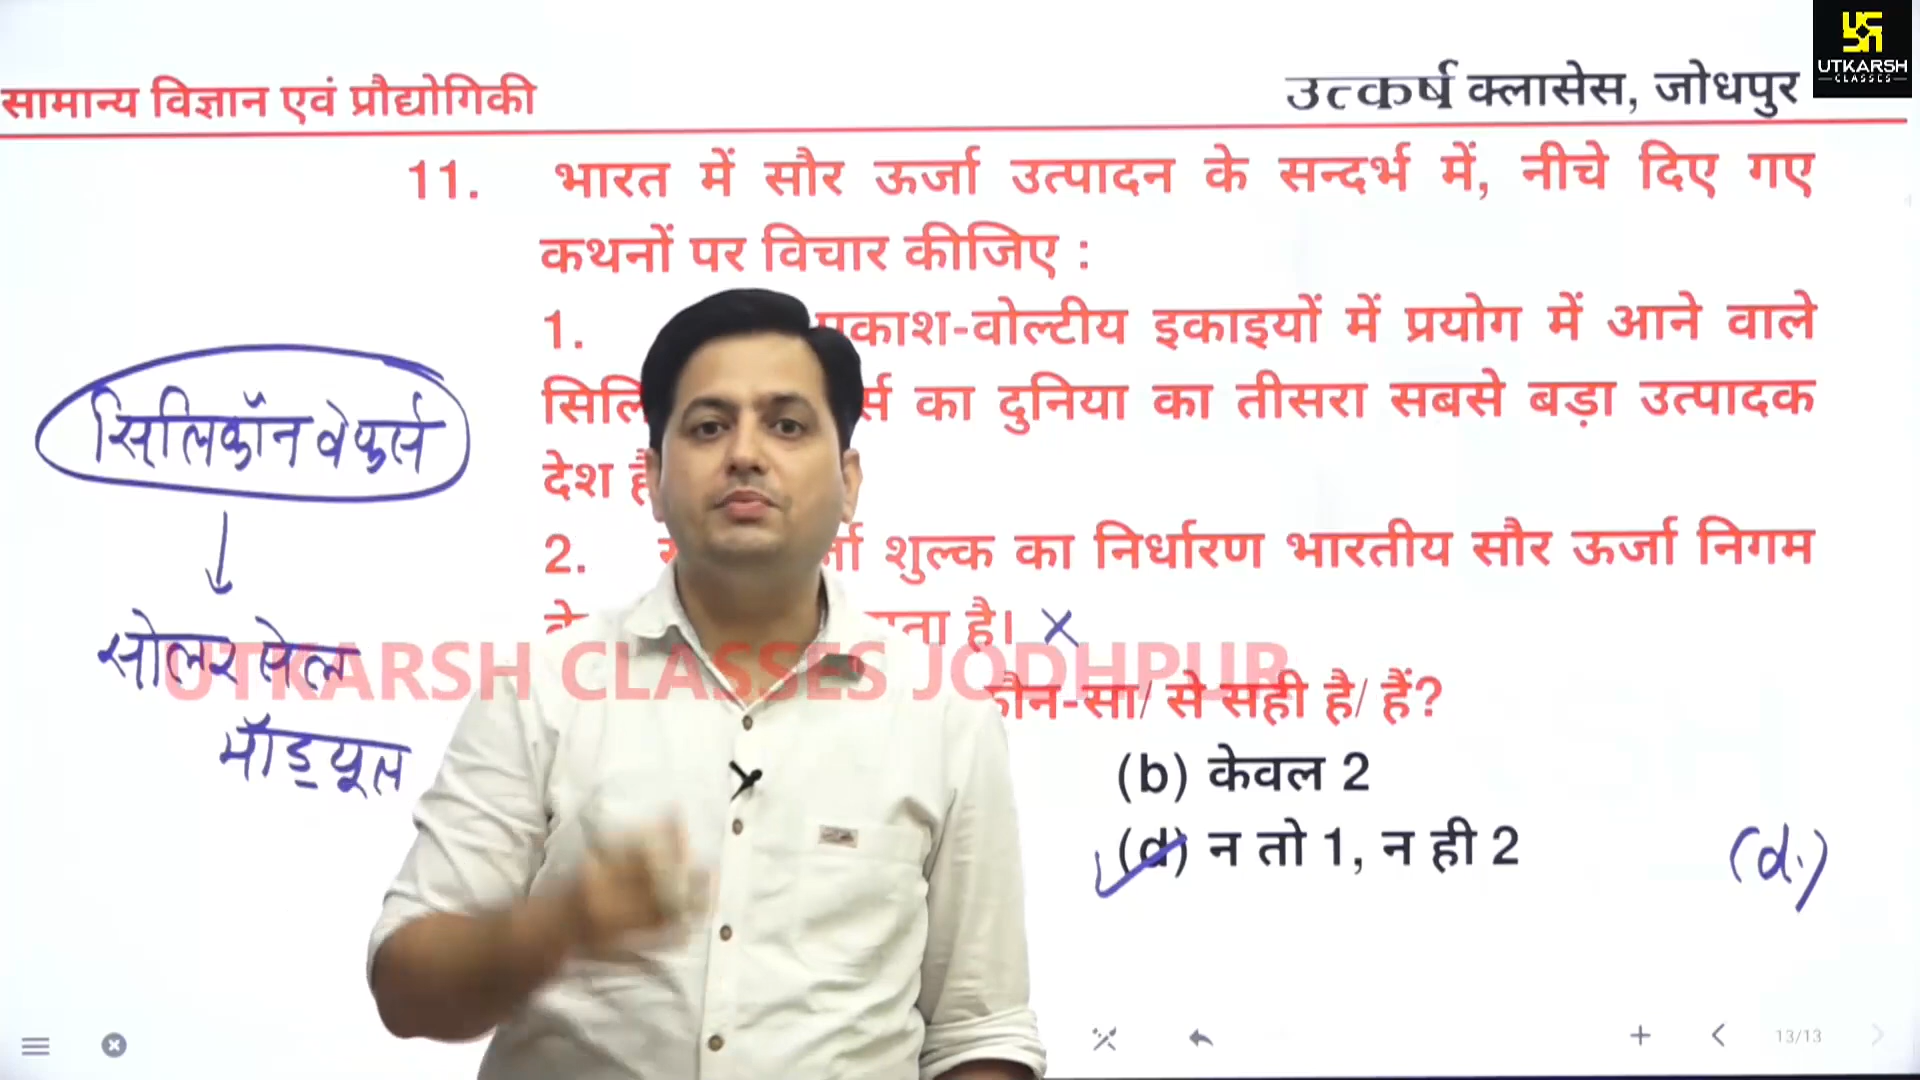 UTKARSH
CLASSES
सामान्य विज्ञान एवं प्रौद्योगिकी
उत्कर्ष क्लासेस, जोधपुर
11. भारत में सौर ऊर्जा उत्पादन के सन्दर्भ में, नीचे दिए गए
कथनों पर विचार कीजिए :
1. प्रकाश-वोल्टीय इकाइयों में प्रयोग में आने वाले
का दुनिया का तीसरा सबसे बड़ा उत्पादक
देश
2. शुल्क का निर्धारण भारतीय सौर ऊर्जा निगम
है। ×
कौन-सा/ से सही है/ हैं?
(b) केवल 2
(d) न तो 1, न ही 2
(d.)
सिलिकॉन वेफर्स
सोलर सेल
मॉड्यूल
UTKARSH CLASSES JODHPUR
13/13